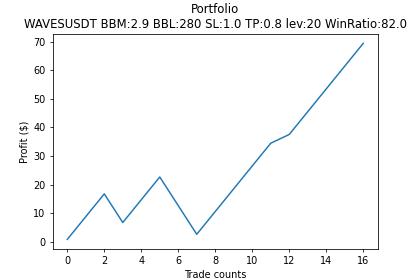 Portfolio
WAVESUSDT BBM:2.9 BBL:280 SL:1.0 TP:0.8 lev:20 WinRatio:82.0
70
60
50
40
30
20
10
0
Profit ($)
0 2 4 6 8 10 12 14 16
Trade counts